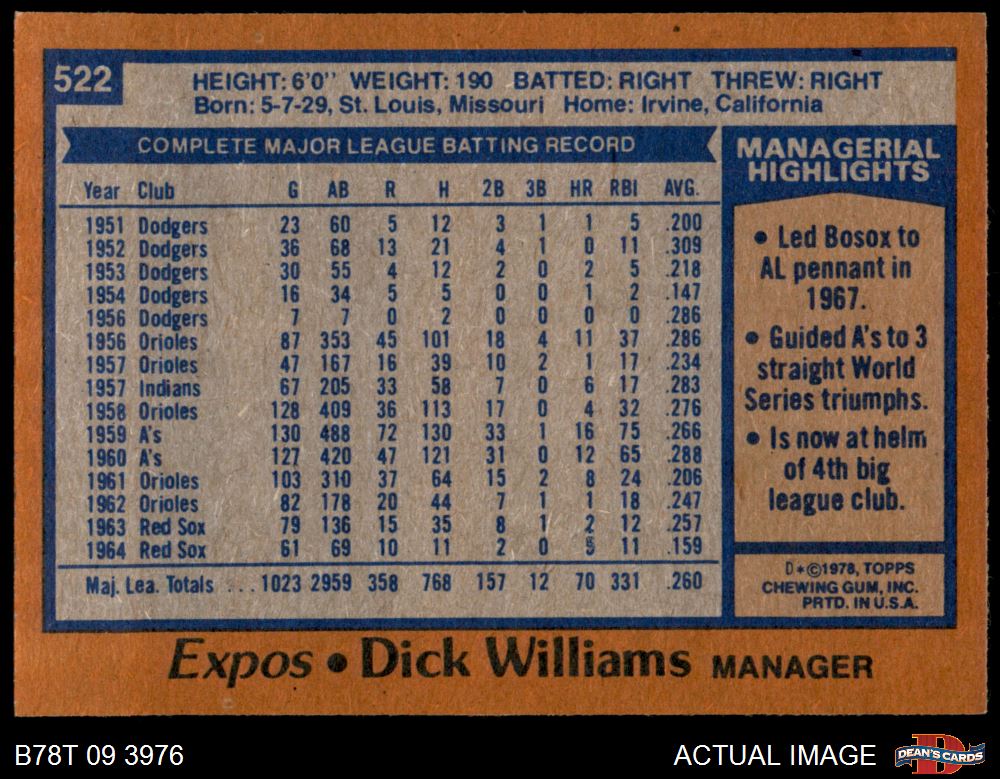 522
HEIGHT: 6'0" WEIGHT: 190 BATTED: RIGHT THREW: RIGHT
Born: 5-7-29, St. Louis, Missouri Home: Irvine, California
COMPLETE MAJOR LEAGUE BATTING RECORD
Year Club G AB R H 2B 3B HR RBI AVG.
1951 Dodgers 23 60 5 12 3 1 1 5 .200
1952 Dodgers 36 68 13 21 4 1 0 11 .309
1953 Dodgers 30 55 4 12 2 0 2 5 .218
1954 Dodgers 16 34 5 5 0 0 1 2 .147
1956 Dodgers 7 7 0 2 0 0 0 0 .286
1956 Orioles 87 353 45 101 18 4 11 37 .286
1957 Orioles 47 167 16 39 10 2 1 17 .234
1957 Indians 67 205 33 58 7 0 6 17 .283
1958 Orioles 128 409 36 113 17 0 4 32 .276
1959 A's 130 488 72 130 33 1 16 75 .266
1960 A's 127 420 47 121 31 0 12 65 .288
1961 Orioles 103 310 37 64 15 2 8 24 .206
1962 Orioles 82 178 20 44 7 1 1 18 .247
1963 Red Sox 79 136 15 35 8 1 2 12 .257
1964 Red Sox 61 69 10 11 2 0 5 11 .159
Maj. Lea. Totals ... 1023 2959 358 768 157 12 70 331 .260
MANAGERIAL
HIGHLIGHTS
• Led Bosox to
AL pennant in
1967.
• Guided A's to 3
straight World
Series triumphs.
• Is now at helm
of 4th big
league club.
D*©1978, TOPPS
CHEWING GUM, INC.
PRTD. IN U.S.A.
Expos • Dick Williams MANAGER
B78T 09 3976
ACTUAL IMAGE
DEAN'S CARDS